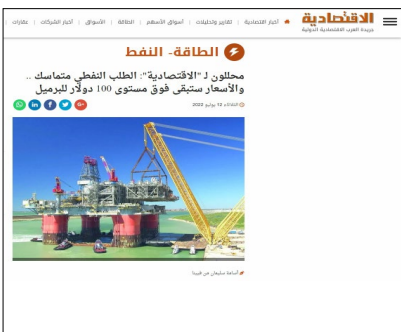 الاقتصادية
جريدة العرب الاقتصادية الدولية
أخبار اقتصادية | تقارير وتحليلات | أسواق الأسهم | الطاقة | الأسواق | أخبار الشركات | عقارات
الطاقة- النفط
محللون لـ "الاقتصادية": الطلب النفطي متماسك ..
والأسعار ستبقى فوق مستوى 100 دولار للبرميل
الثلاثاء 12 يوليو 2022
أسامة سليمان من فيينا